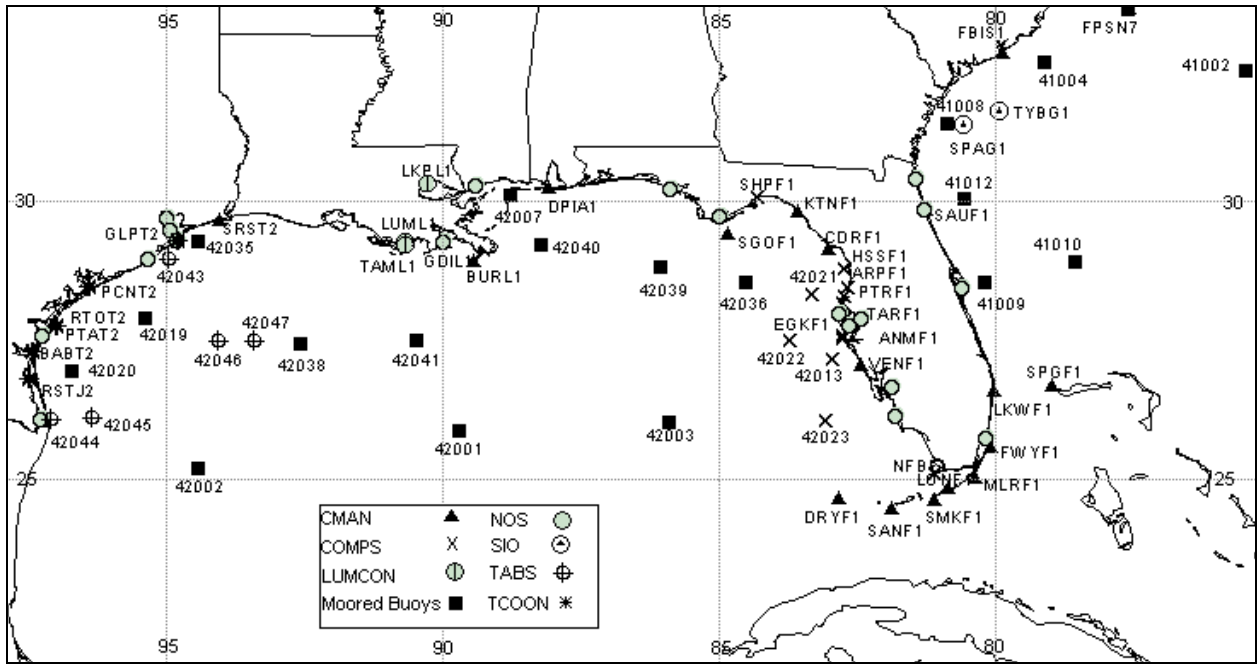 95
90
85
80
FBIS1
FPSN7
41004
41002
41008
TYBG1
SPAG1
LKPL1
30
SHPF1
41012
30
42007
DPIA1
KTNF1
SAUF1
GLPT2
SRST2
LUML1
SGOF1
CDRF1
42035
TAML1
GDIL1
42040
HSSF1
41010
42043
BURL1
42021
ARPF1
PCNT2
42039
42036
PTRF1
41009
RTOT2
42019
42047
EGKF1
TARF1
PTAT2
ANMF1
BABT2
42046
42038
42041
42022
42013
VENF1
42020
SPGF1
RSTJ2
LKWF1
42044
42045
42001
42003
42023
FWYF1
NFB
25
42002
LONF1
MLRF1
25
DRYF1
SANF1
SMKF1
CMAN
NOS
COMPS
SIO
LUMCON
TABS
Moored Buoys
TCOON
95
90
85
80